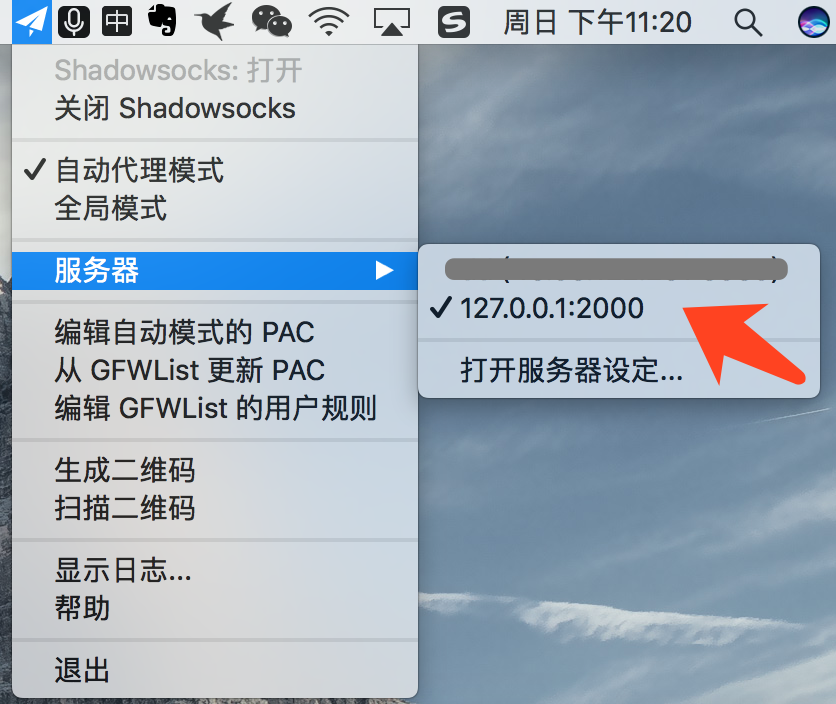 中
S
周日 下午11:20
Shadowsocks: 打开
关闭 Shadowsocks
自动代理模式
全局模式
服务器
127.0.0.1:2000
打开服务器设定...
编辑自动模式的 PAC
从 GFWList 更新 PAC
编辑 GFWList 的用户规则
生成二维码
扫描二维码
显示日志...
帮助
退出